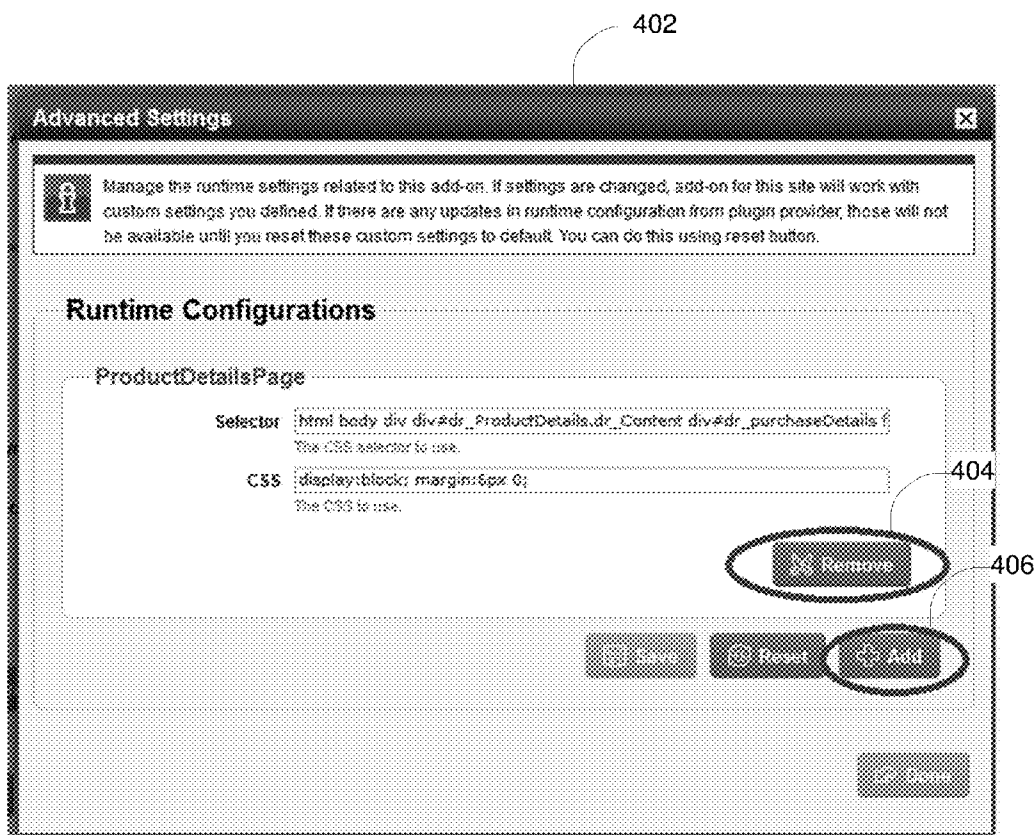 402
Advanced Settings
Manage the runtime settings related to this add-on. If settings are changed, add-on for this site will work with
custom settings you defined. If there are any updates in runtime configuration from plugin provider, those will not
be available until you reset these custom settings to default. You can do this using reset button.
Runtime Configurations
ProductDetailsPage
Selector html body div div#dr_ProductDetails.dr_Content div#dr_purchaseDetails f
The CSS selector to use.
CSS display:block; margin:6px 0;
The CSS to use.
404
Remove
406
Save Reset Add